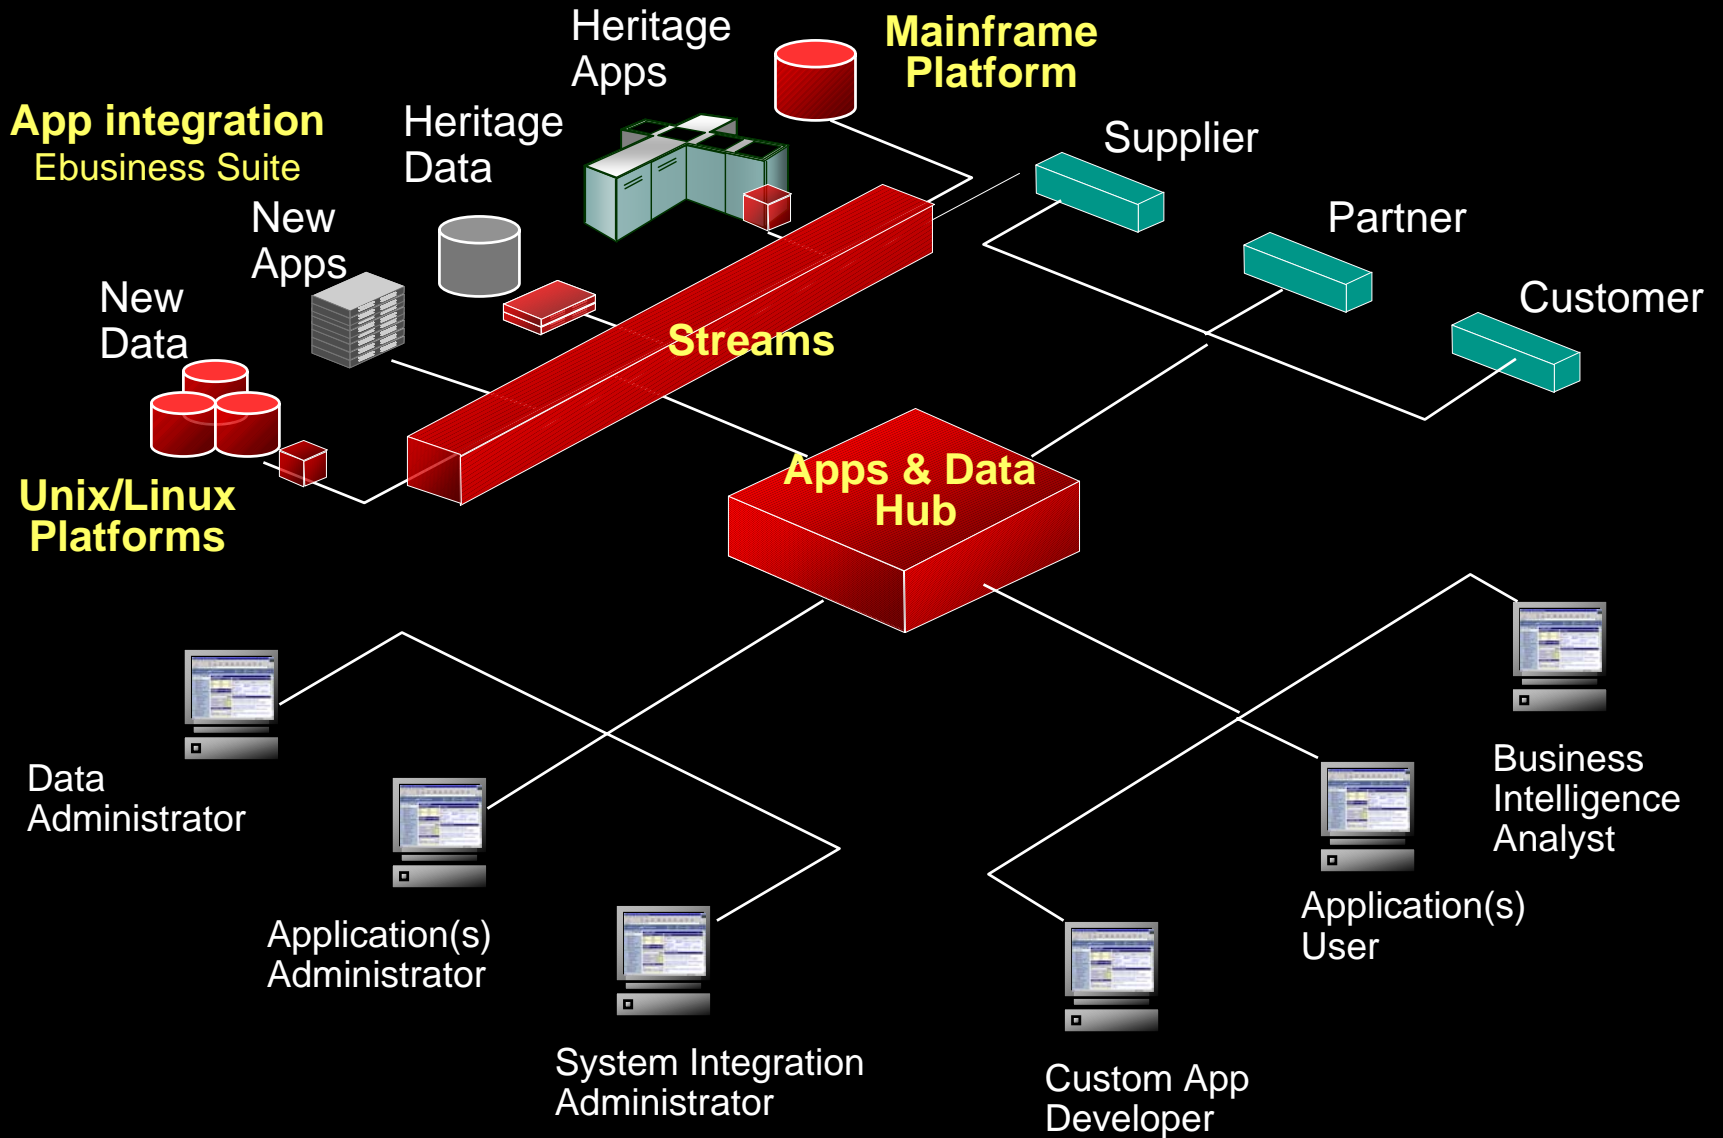 Heritage
Apps
Mainframe
Platform
App integration
Ebusiness Suite
Heritage
Data
Supplier
New
Apps
Partner
New
Data
Customer
Streams
Unix/Linux
Platforms
Apps & Data
Hub
Data
Administrator
Business
Intelligence
Analyst
Application(s)
Administrator
Application(s)
User
System Integration
Administrator
Custom App
Developer